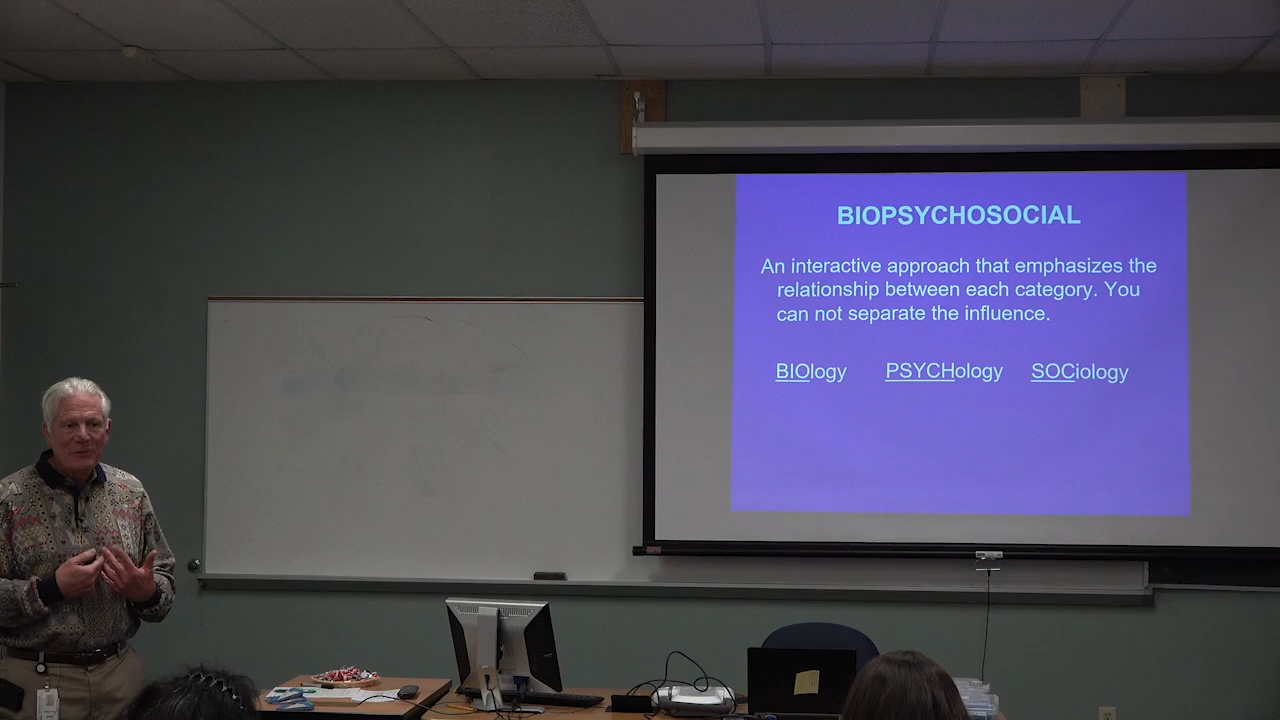 BIOPSYCHOSOCIAL
An interactive approach that emphasizes the
relationship between each category. You
can not separate the influence.
BIOlogy PSYCHology SOCiology